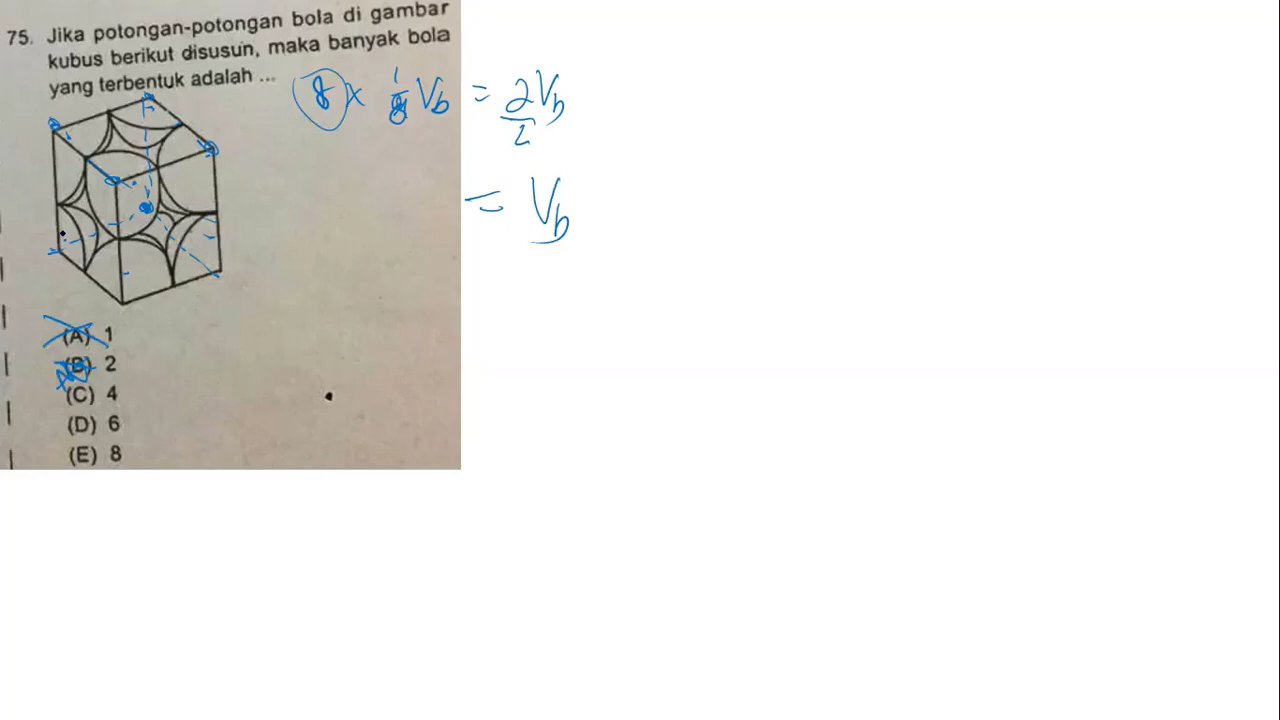 75. Jika potongan-potongan bola di gambar
kubus berikut disusun, maka banyak bola
yang terbentuk adalah ...
8 × 1/8 Vb = 2Vb/2
= Vb
(A) 1
(B) 2
(C) 4
(D) 6
(E) 8